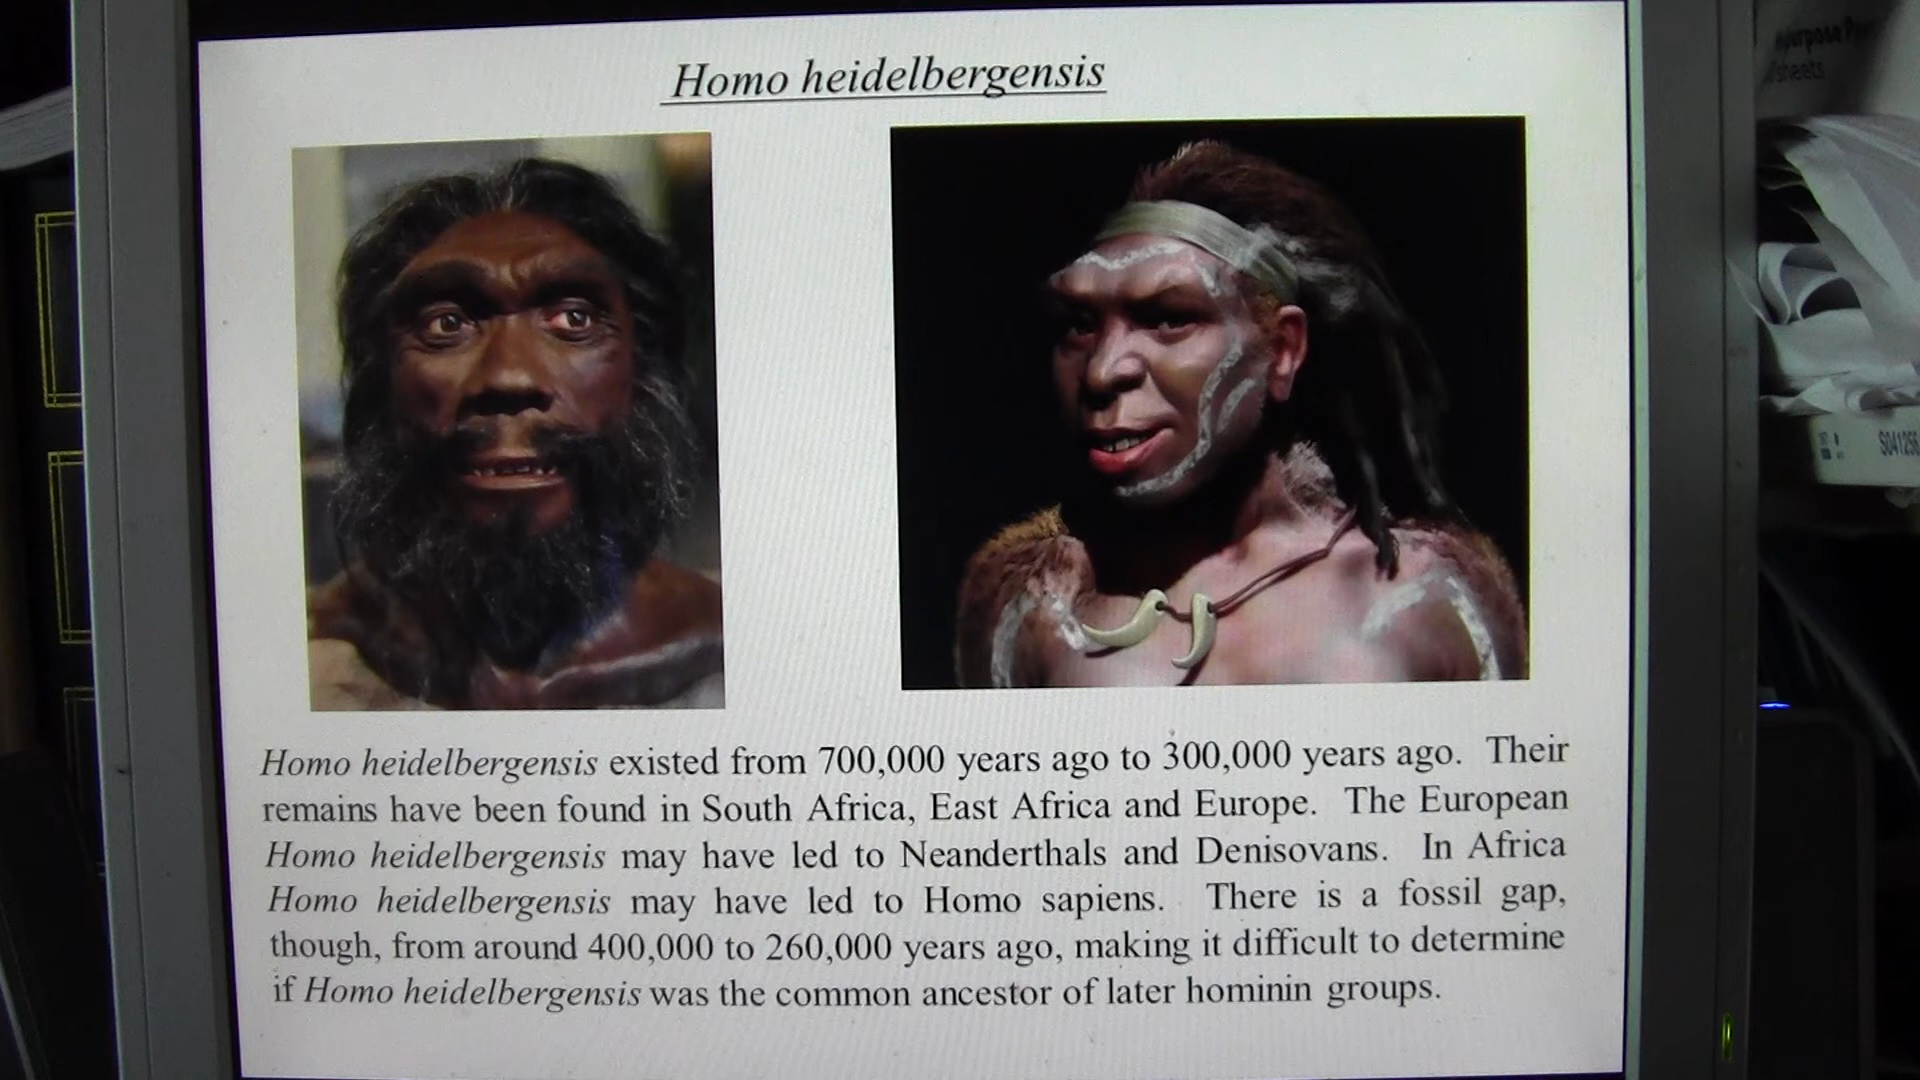 Homo heidelbergensis
Homo heidelbergensis existed from 700,000 years ago to 300,000 years ago. Their
remains have been found in South Africa, East Africa and Europe. The European
Homo heidelbergensis may have led to Neanderthals and Denisovans. In Africa
Homo heidelbergensis may have led to Homo sapiens. There is a fossil gap,
though, from around 400,000 to 260,000 years ago, making it difficult to determine
if Homo heidelbergensis was the common ancestor of later hominin groups.
sheets